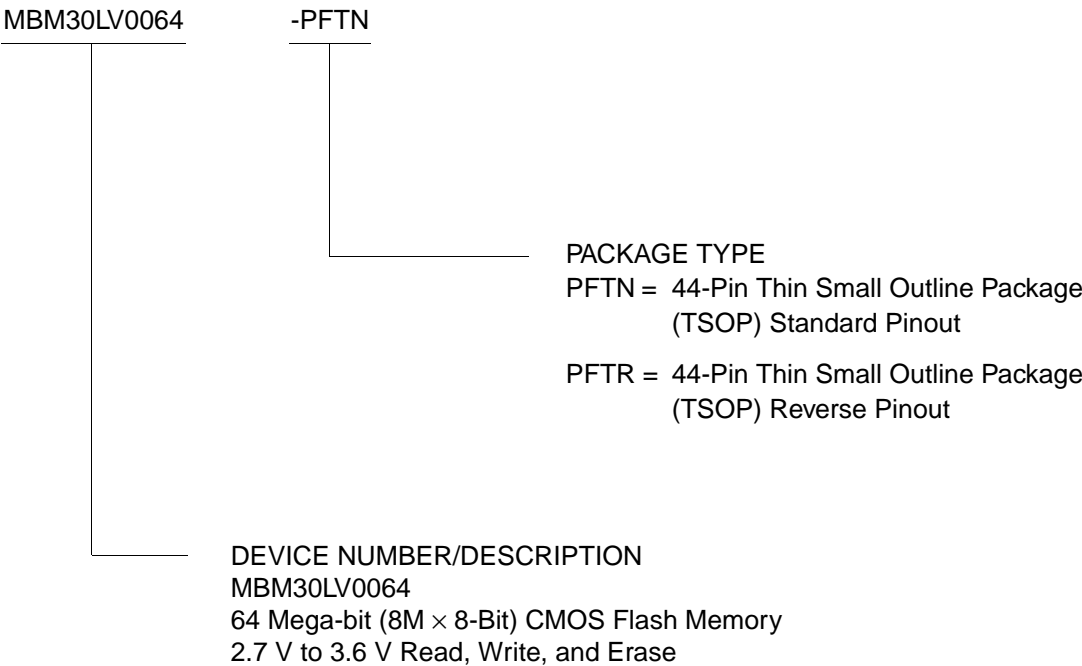 MBM30LV0064 -PFTN
PACKAGE TYPE
PFTN = 44-Pin Thin Small Outline Package
(TSOP) Standard Pinout
PFTR = 44-Pin Thin Small Outline Package
(TSOP) Reverse Pinout
DEVICE NUMBER/DESCRIPTION
MBM30LV0064
64 Mega-bit (8M × 8-Bit) CMOS Flash Memory
2.7 V to 3.6 V Read, Write, and Erase